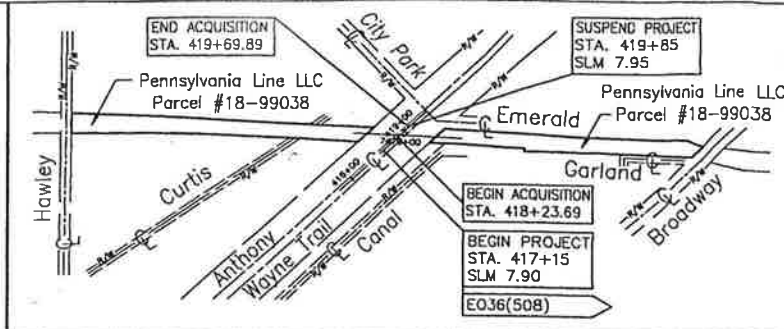 END ACQUISITION
STA. 419+69.89
City Park
SUSPEND PROJECT
STA. 419+85
SLM 7.95
R/W
R/W
R/W
R/W
R/W
Pennsylvania Line LLC
Parcel #18-99038
Pennsylvania Line LLC
Parcel #18-99038
Emerald
Garland
Broadway
R/W
R/W
Hawley
Curtis
R/W
418+00
Anthony
Wayne Trail
Canal
R/W
BEGIN ACQUISITION
STA. 418+23.69
BEGIN PROJECT
STA. 417+15
SLM 7.90
E036(508)